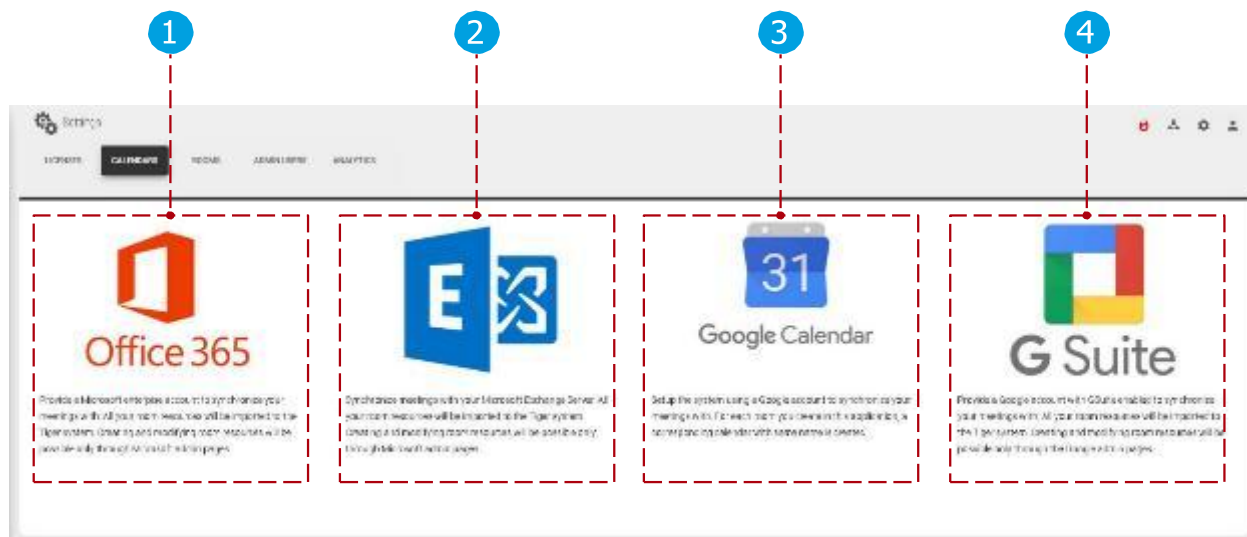 1
2
3
4
Settings
LICENSES
CALENDARS
ROOMS
ADMIN USERS
ANALYTICS
Office 365
Provide a Microsoft enterprise account to synchronize your
meetings with. All your room resources will be imported to the
Tiger system. Creating and modifying room resources will be
possible only through Microsoft admin pages.
E
Synchronize meetings with your Microsoft Exchange Server. All
your room resources will be imported to the Tiger system.
Creating and modifying room resources will be possible only
through Microsoft admin pages.
31
Google Calendar
Setup the system using a Google account to synchronize your
meetings with. For each room you create in this application, a
corresponding calendar with same name is created.
G Suite
Provide a Google account with GSuite enabled to synchronize
your meetings with. All your room resources will be imported to
the Tiger system. Creating and modifying room resources will be
possible only through the Google admin pages.